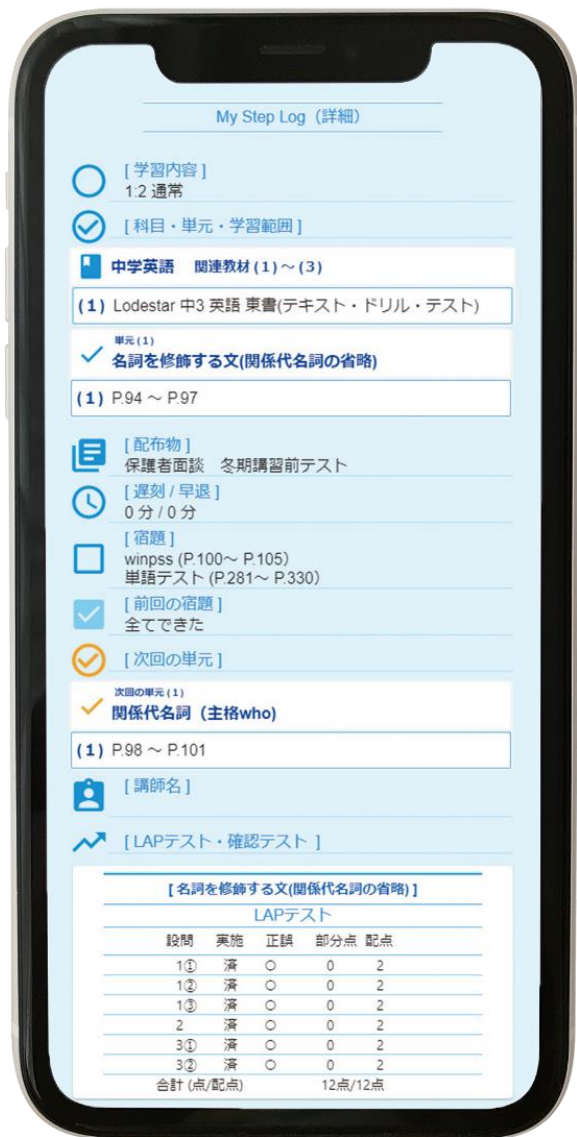 My Step Log（詳細）
[ 学習内容 ]
1:2 通常
[ 科目・単元・学習範囲 ]
中学英語 関連教材 (1) ～ (3)
(1) Lodestar 中3 英語 東書(テキスト・ドリル・テスト)
単元 (1)
名詞を修飾する文(関係代名詞の省略)
(1) P.94 ～ P.97
[ 配布物 ]
保護者面談 冬期講習前テスト
[ 遅刻 / 早退 ]
0 分 / 0 分
[ 宿題 ]
winpss (P.100～ P.105)
単語テスト (P.281～ P.330)
[ 前回の宿題 ]
全てできた
[ 次回の単元 ]
次回の単元 (1)
関係代名詞（主格who)
(1) P.98 ～ P.101
[ 講師名 ]
[ LAPテスト・確認テスト ]
[ 名詞を修飾する文(関係代名詞の省略) ]
LAPテスト
設問 実施 正誤 部分点 配点
1① 済 ○ 0 2
1② 済 ○ 0 2
1③ 済 ○ 0 2
2 済 ○ 0 2
3① 済 ○ 0 2
3② 済 ○ 0 2
合計 (点/配点) 12点/12点